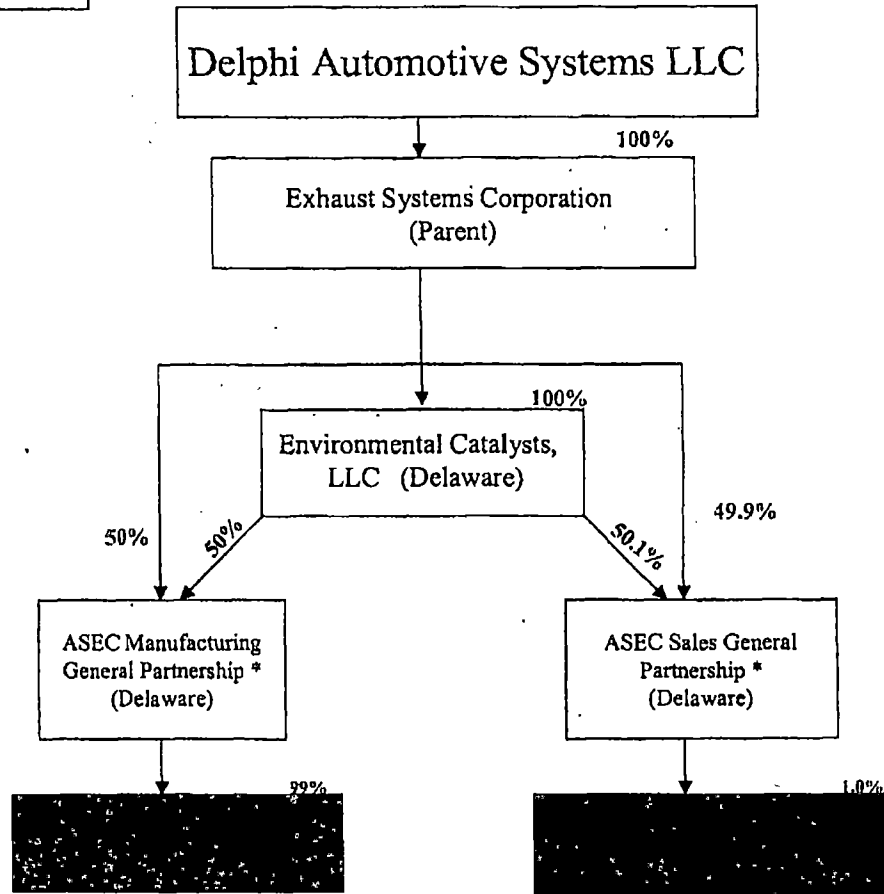 Delphi Automotive Systems LLC
100%
Exhaust Systems Corporation
(Parent)
100%
Environmental Catalysts,
LLC (Delaware)
50%
50%
50.1%
49.9%
ASEC Manufacturing
General Partnership *
(Delaware)
ASEC Sales General
Partnership *
(Delaware)
99%
1.0%